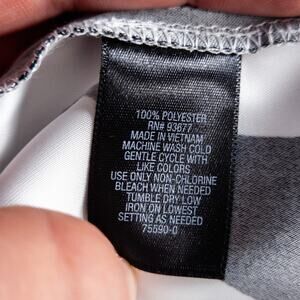 100% POLYESTER
RN# 93677
MADE IN VIETNAM
MACHINE WASH COLD
GENTLE CYCLE WITH
LIKE COLORS
USE ONLY NON-CHLORINE
BLEACH WHEN NEEDED
TUMBLE DRY LOW
IRON ON LOWEST
SETTING AS NEEDED
75590-0